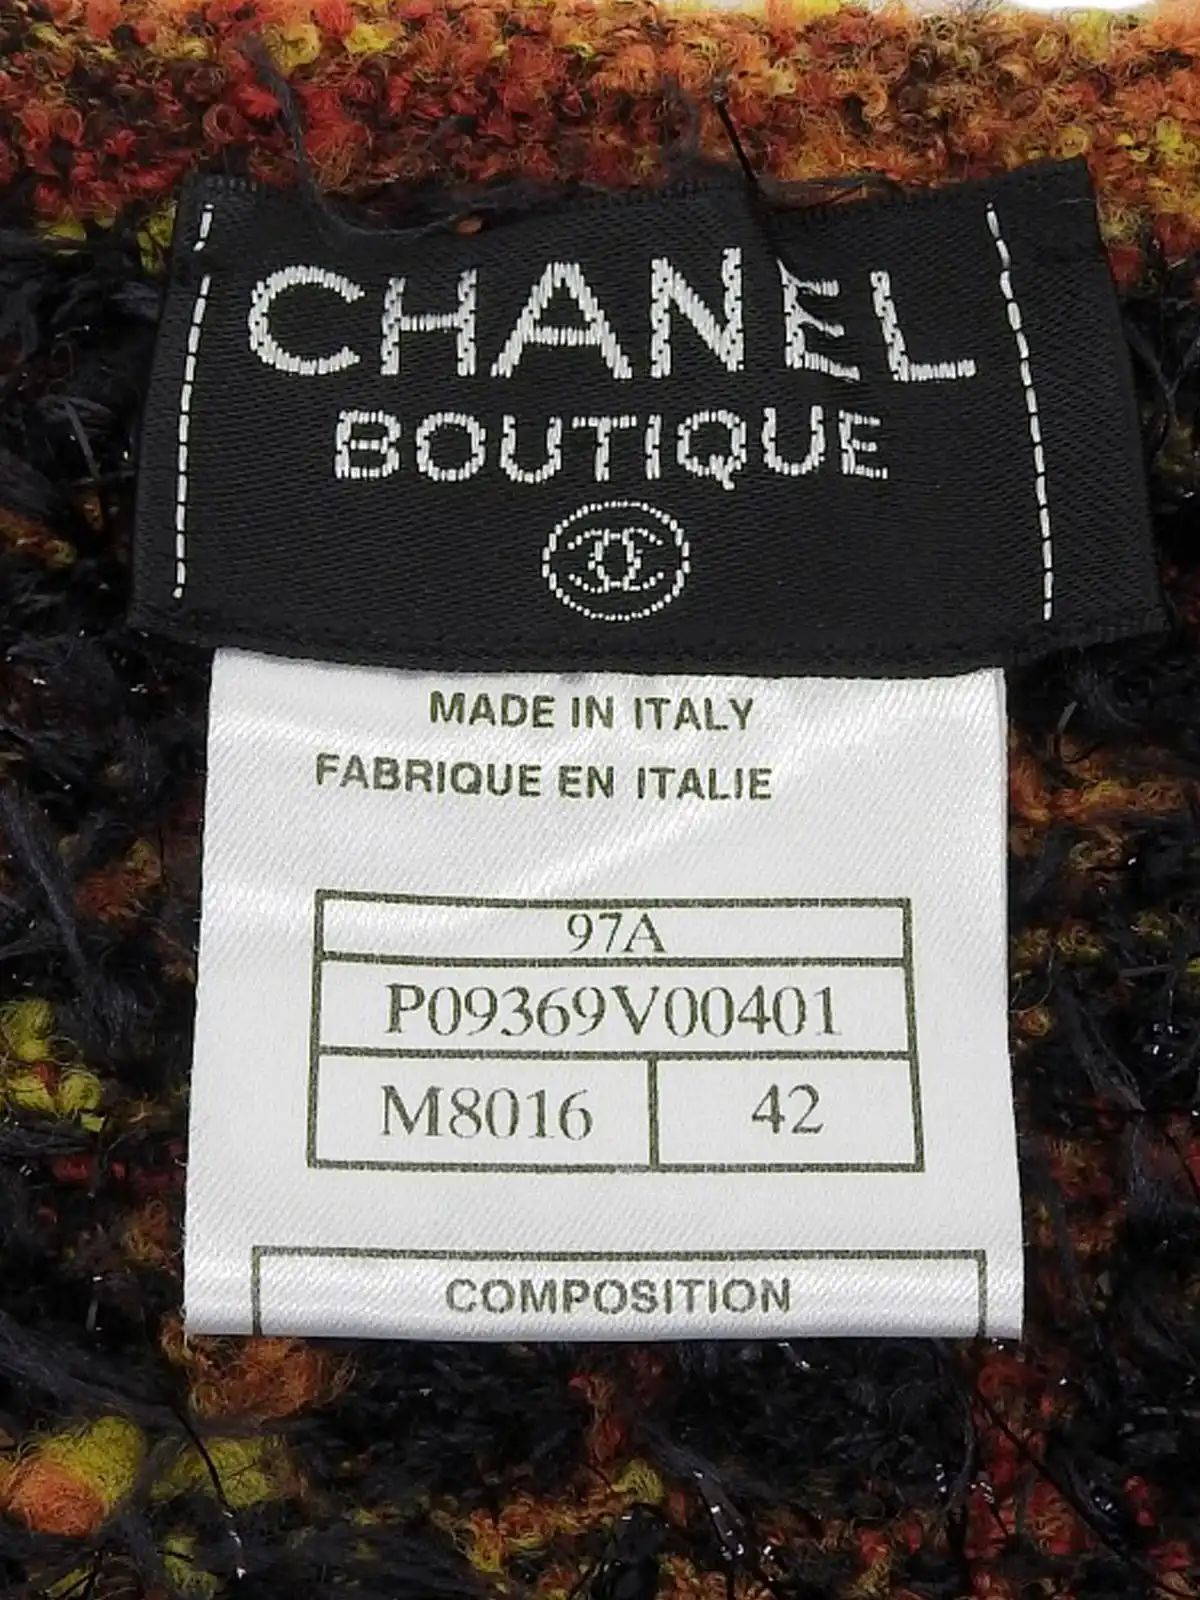 CHANEL
BOUTIQUE
MADE IN ITALY
FABRIQUE EN ITALIE
97A
P09369V00401
M8016 42
COMPOSITION